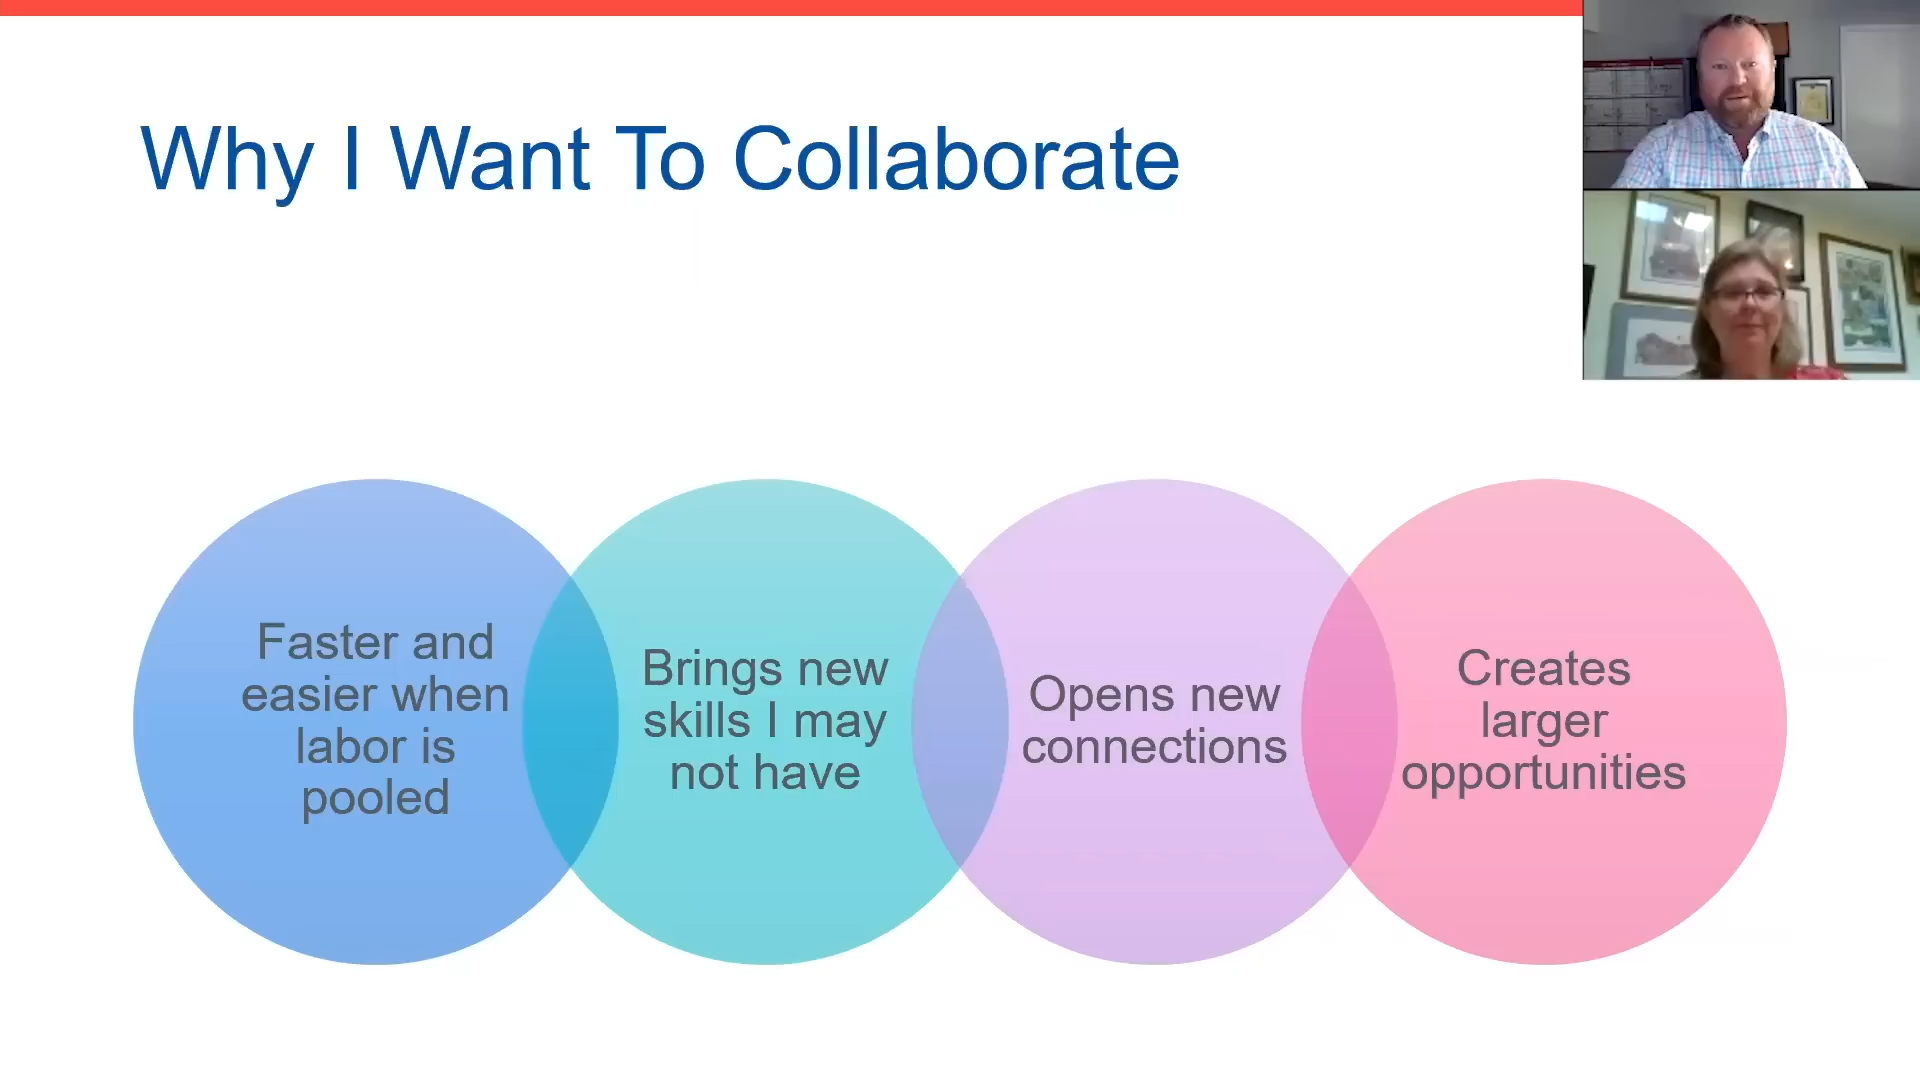 Why I Want To Collaborate
Faster and
easier when
labor is
pooled
Brings new
skills I may
not have
Opens new
connections
Creates
larger
opportunities